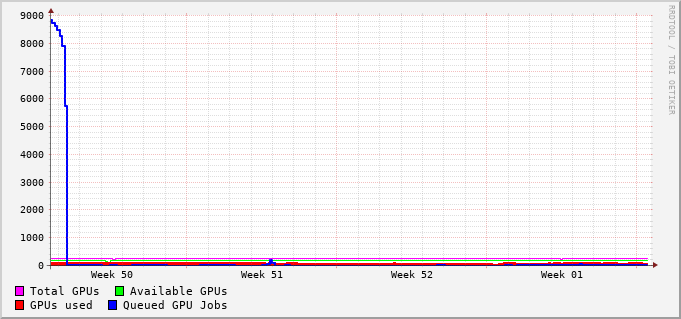 9000
8000
7000
6000
5000
4000
3000
2000
1000
0
Week 50 Week 51 Week 52 Week 01
Total GPUs Available GPUs
GPUs used Queued GPU Jobs
RRDTOOL / TOBI OETIKER